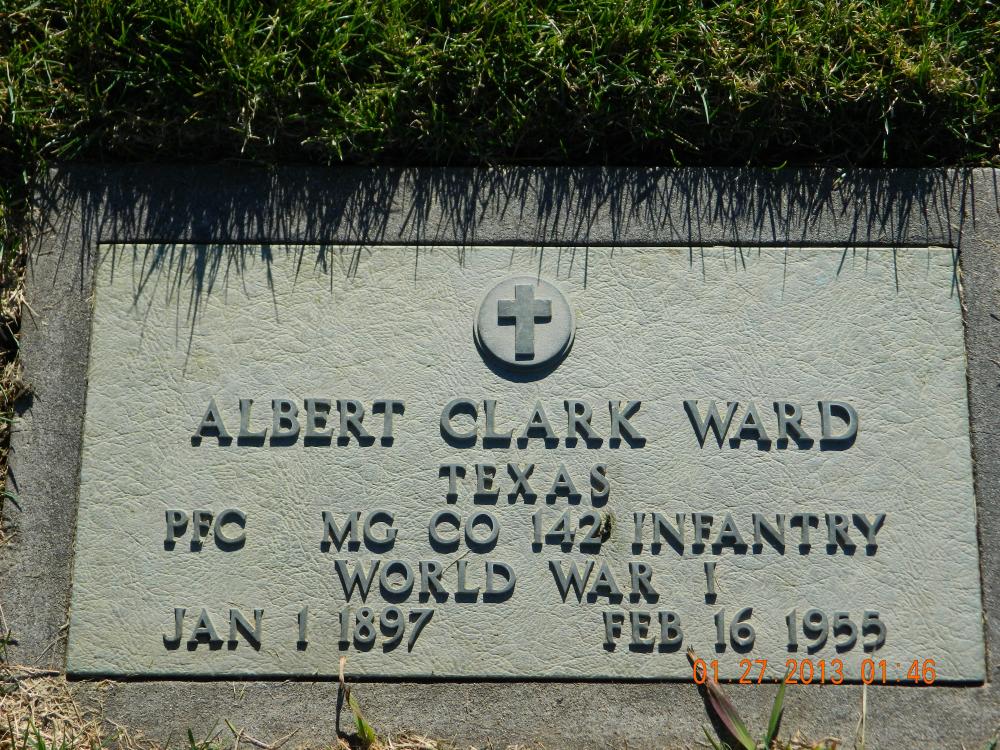 ALBERT CLARK WARD
TEXAS
PFC MG CO 142 INFANTRY
WORLD WAR I
JAN 1 1897 FEB 16 1955
01.27.2013 01:46